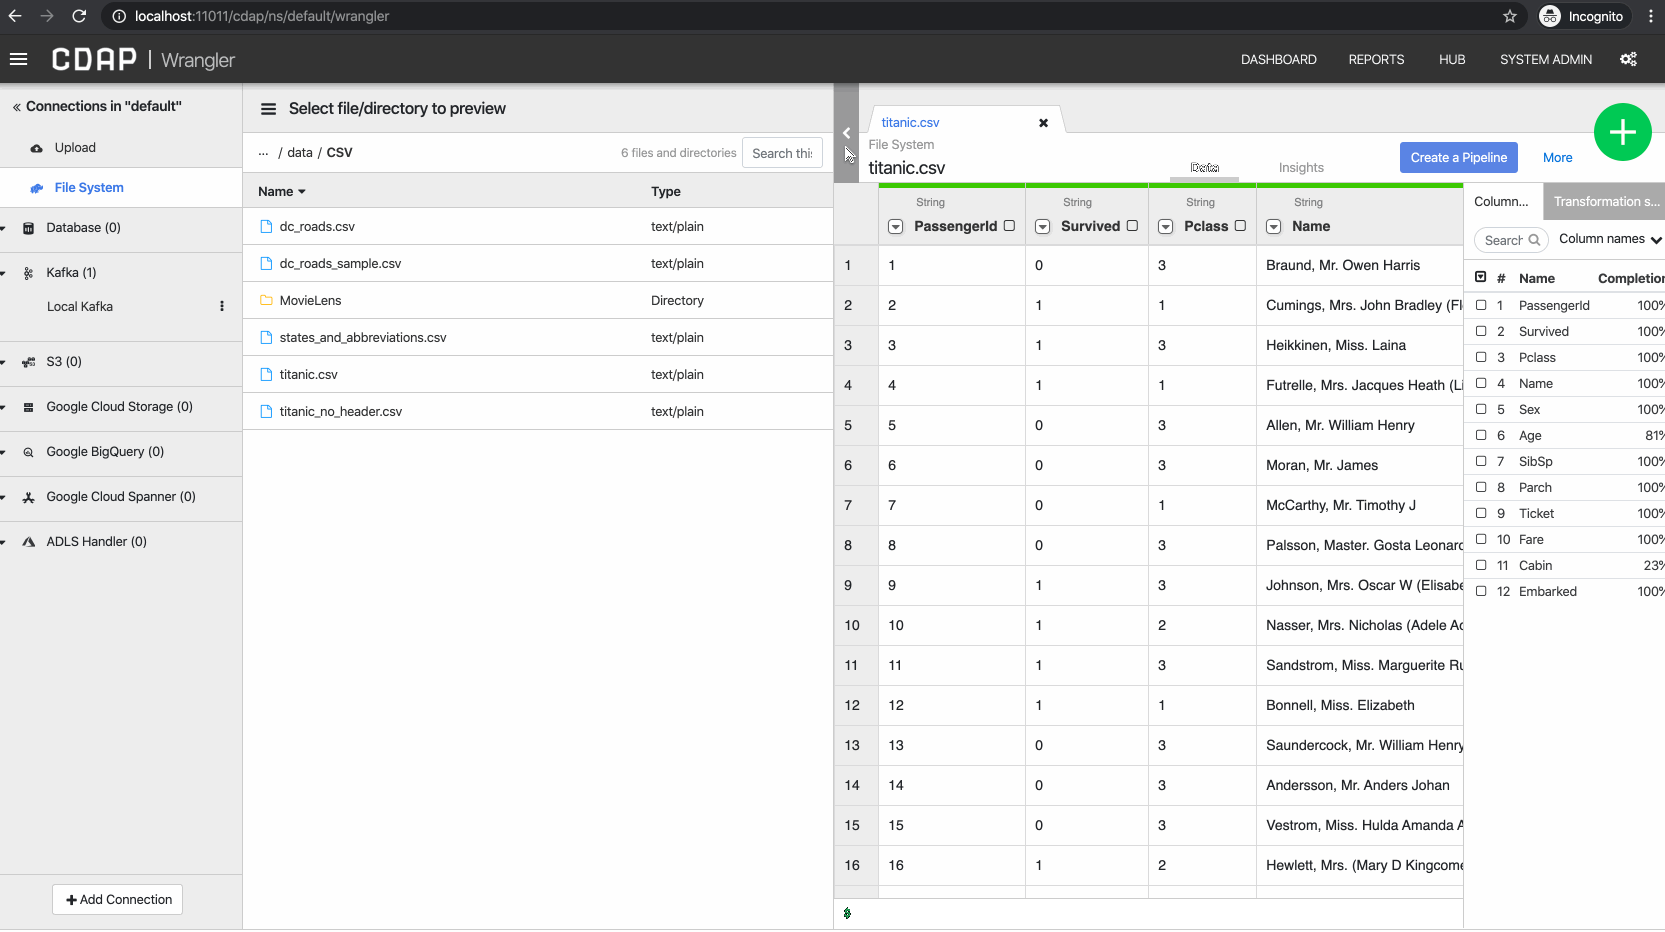 localhost:11011/cdap/ns/default/wrangler
Incognito
CDAP | Wrangler
DASHBOARD REPORTS HUB SYSTEM ADMIN
« Connections in "default"
Upload
File System
Database (0)
Kafka (1)
Local Kafka
S3 (0)
Google Cloud Storage (0)
Google BigQuery (0)
Google Cloud Spanner (0)
ADLS Handler (0)
Add Connection
Select file/directory to preview
... / data / CSV
6 files and directories
Search this
Name Type
dc_roads.csv text/plain
dc_roads_sample.csv text/plain
MovieLens Directory
states_and_abbreviations.csv text/plain
titanic.csv text/plain
titanic_no_header.csv text/plain
titanic.csv
File System
titanic.csv
Data
Insights
Create a Pipeline
More
String String String String
PassengerId Survived Pclass Name
1 1 0 3 Braund, Mr. Owen Harris
2 2 1 1 Cumings, Mrs. John Bradley (Fl
3 3 1 3 Heikkinen, Miss. Laina
4 4 1 1 Futrelle, Mrs. Jacques Heath (Li
5 5 0 3 Allen, Mr. William Henry
6 6 0 3 Moran, Mr. James
7 7 0 1 McCarthy, Mr. Timothy J
8 8 0 3 Palsson, Master. Gosta Leonard
9 9 1 3 Johnson, Mrs. Oscar W (Elisabe
10 10 1 2 Nasser, Mrs. Nicholas (Adele Ac
11 11 1 3 Sandstrom, Miss. Marguerite Ru
12 12 1 1 Bonnell, Miss. Elizabeth
13 13 0 3 Saundercock, Mr. William Henry
14 14 0 3 Andersson, Mr. Anders Johan
15 15 0 3 Vestrom, Miss. Hulda Amanda A
16 16 1 2 Hewlett, Mrs. (Mary D Kingcome
$
Column... Transformation s...
Search Column names
# Name Completion
1 PassengerId 100%
2 Survived 100%
3 Pclass 100%
4 Name 100%
5 Sex 100%
6 Age 81%
7 SibSp 100%
8 Parch 100%
9 Ticket 100%
10 Fare 100%
11 Cabin 23%
12 Embarked 100%